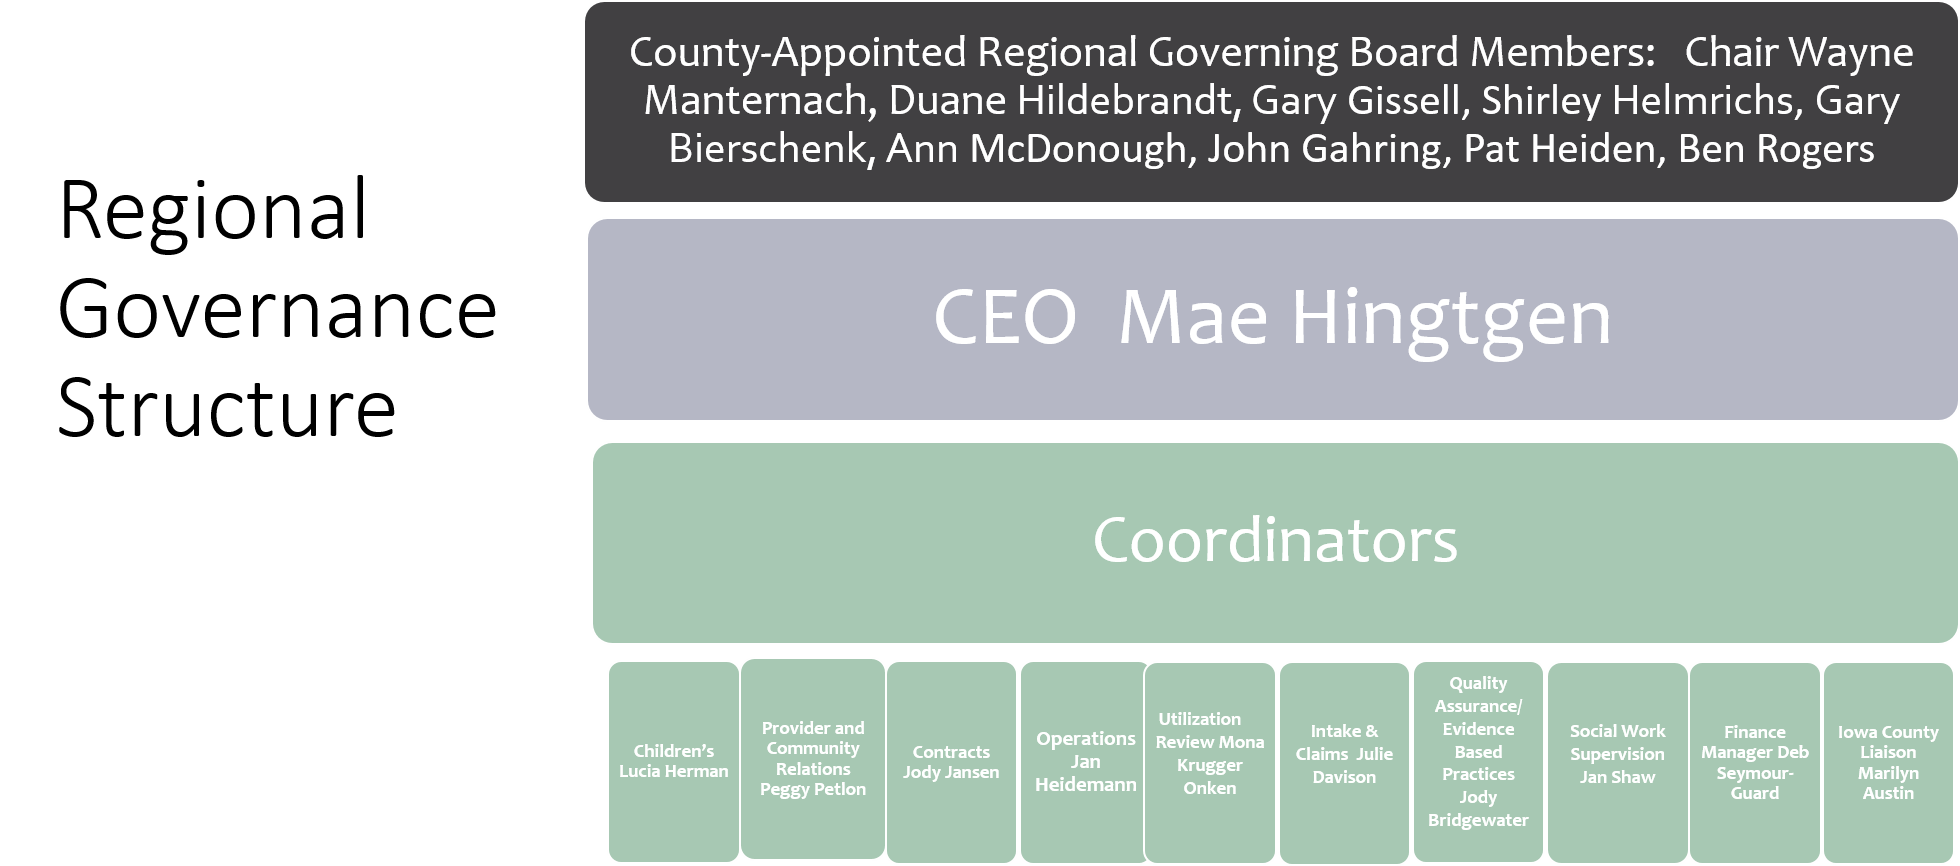 Regional
Governance
Structure
County-Appointed Regional Governing Board Members:   Chair Wayne
Manternach, Duane Hildebrandt, Gary Gissell, Shirley Helmrichs, Gary
Bierschenk, Ann McDonough, John Gahring, Pat Heiden, Ben Rogers
CEO  Mae Hingtgen
Coordinators
Children’s
Lucia Herman
Provider and
Community
Relations
Peggy Petlon
Contracts
Jody Jansen
Operations
Jan
Heidemann
Utilization
Review Mona
Krugger
Onken
Intake &
Claims  Julie
Davison
Quality
Assurance/
Evidence
Based
Practices
Jody
Bridgewater
Social Work
Supervision
Jan Shaw
Finance
Manager Deb
Seymour-
Guard
Iowa County
Liaison
Marilyn
Austin